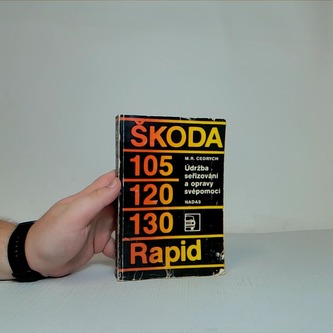 ŠKODA
105
120
130
Rapid
M.R. CEDRYCH
Údržba
seřizování
a opravy
svépomocí
NADAS